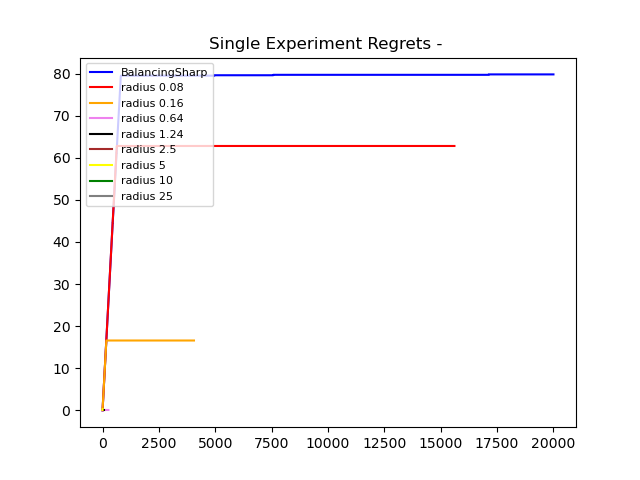 Single Experiment Regrets -
80
70
60
50
40
30
20
10
0
BalancingSharp
radius 0.08
radius 0.16
radius 0.64
radius 1.24
radius 2.5
radius 5
radius 10
radius 25
0 2500 5000 7500 10000 12500 15000 17500 20000